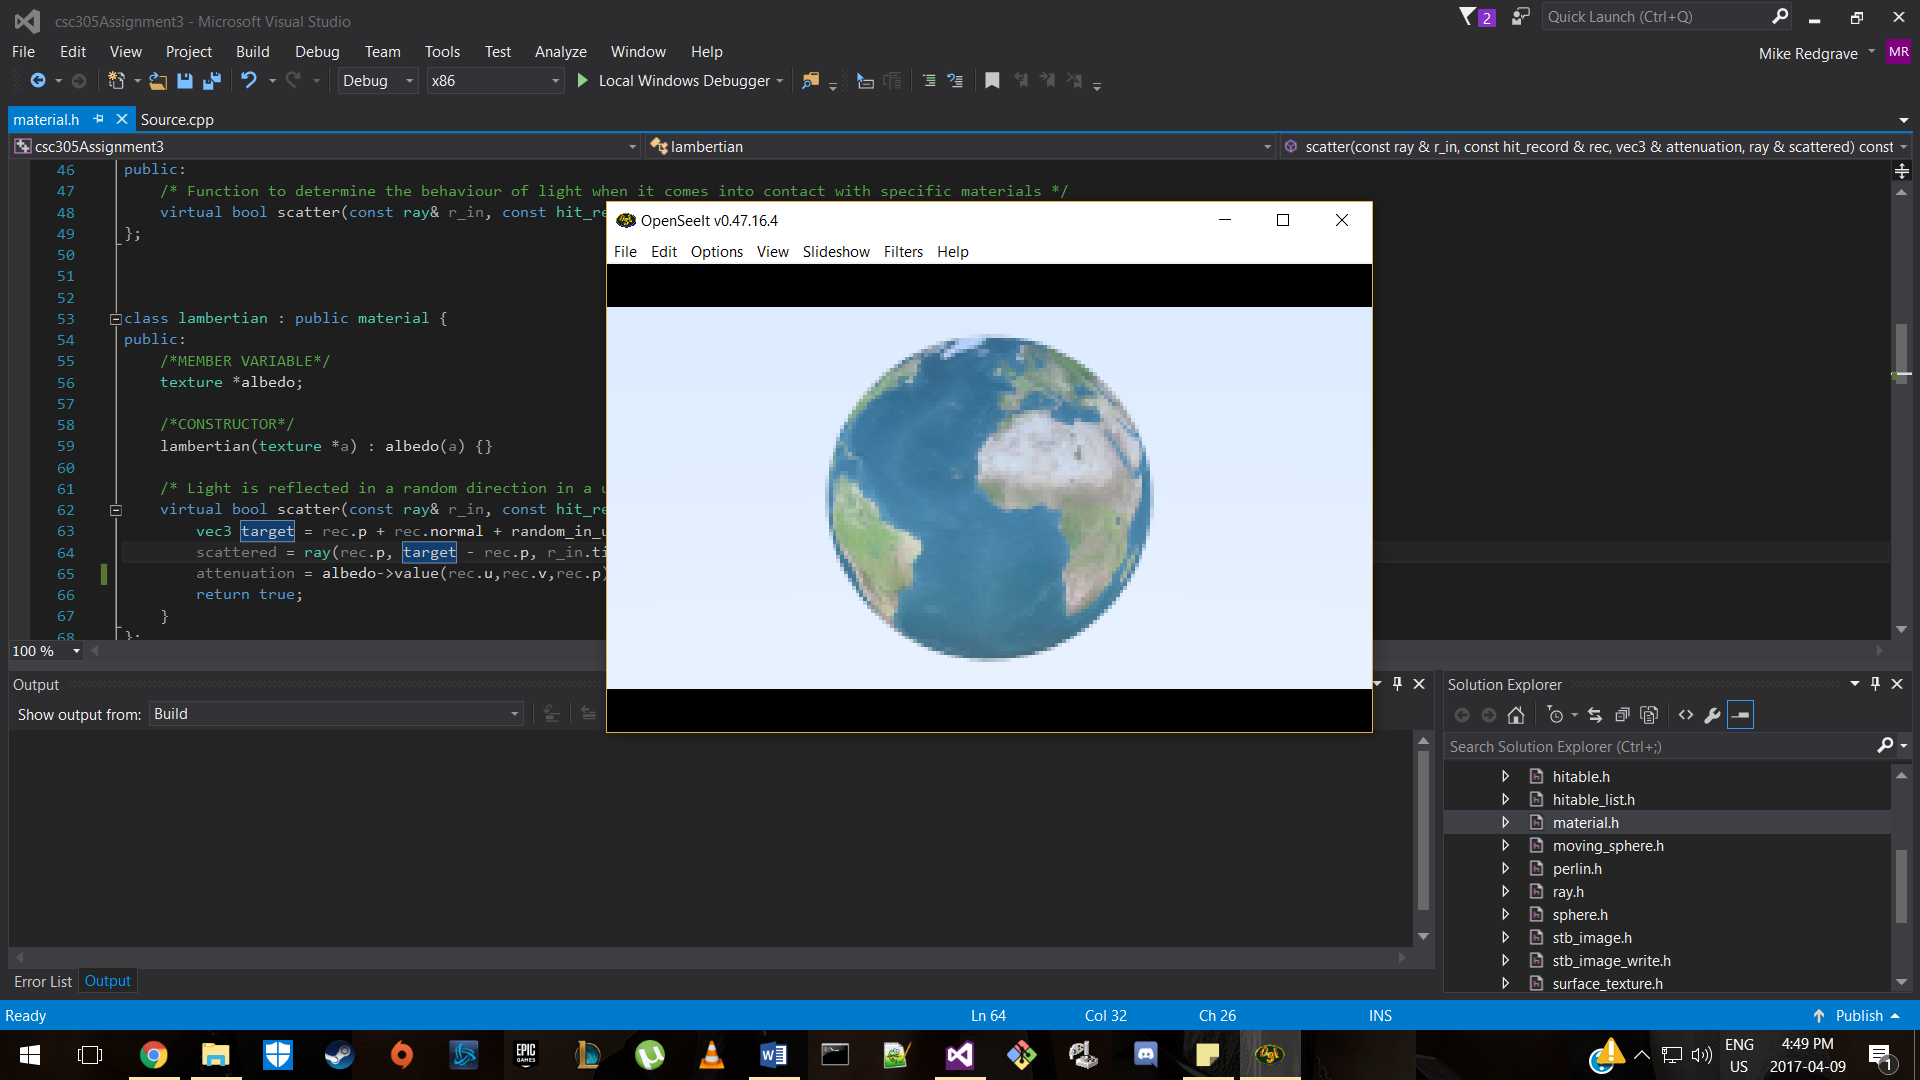 csc305Assignment3 - Microsoft Visual Studio
2
Quick Launch (Ctrl+Q)
File Edit View Project Build Debug Team Tools Test Analyze Window Help
Mike Redgrave MR
Debug x86 Local Windows Debugger
material.h Source.cpp
csc305Assignment3 lambertian scatter(const ray & r_in, const hit_record & rec, vec3 & attenuation, ray & scattered) const
46 public:
47 /* Function to determine the behaviour of light when it comes into contact with specific materials */
48 virtual bool scatter(const ray& r_in, const hit_re
49 };
50
51
52
53 class lambertian : public material {
54 public:
55 /*MEMBER VARIABLE*/
56 texture *albedo;
57
58 /*CONSTRUCTOR*/
59 lambertian(texture *a) : albedo(a) {}
60
61 /* Light is reflected in a random direction in a u
62 virtual bool scatter(const ray& r_in, const hit_re
63 vec3 target = rec.p + rec.normal + random_in_u
64 scattered = ray(rec.p, target - rec.p, r_in.ti
65 attenuation = albedo->value(rec.u,rec.v,rec.p)
66 return true;
67 }
68 };
100 %
OpenSeeIt v0.47.16.4
File Edit Options View Slideshow Filters Help
Output
Show output from: Build
Error List Output
Solution Explorer
Search Solution Explorer (Ctrl+;)
hitable.h
hitable_list.h
material.h
moving_sphere.h
perlin.h
ray.h
sphere.h
stb_image.h
stb_image_write.h
surface_texture.h
Ready Ln 64 Col 32 Ch 26 INS Publish
EPIC GAMES
ENG
US
4:49 PM
2017-04-09
1